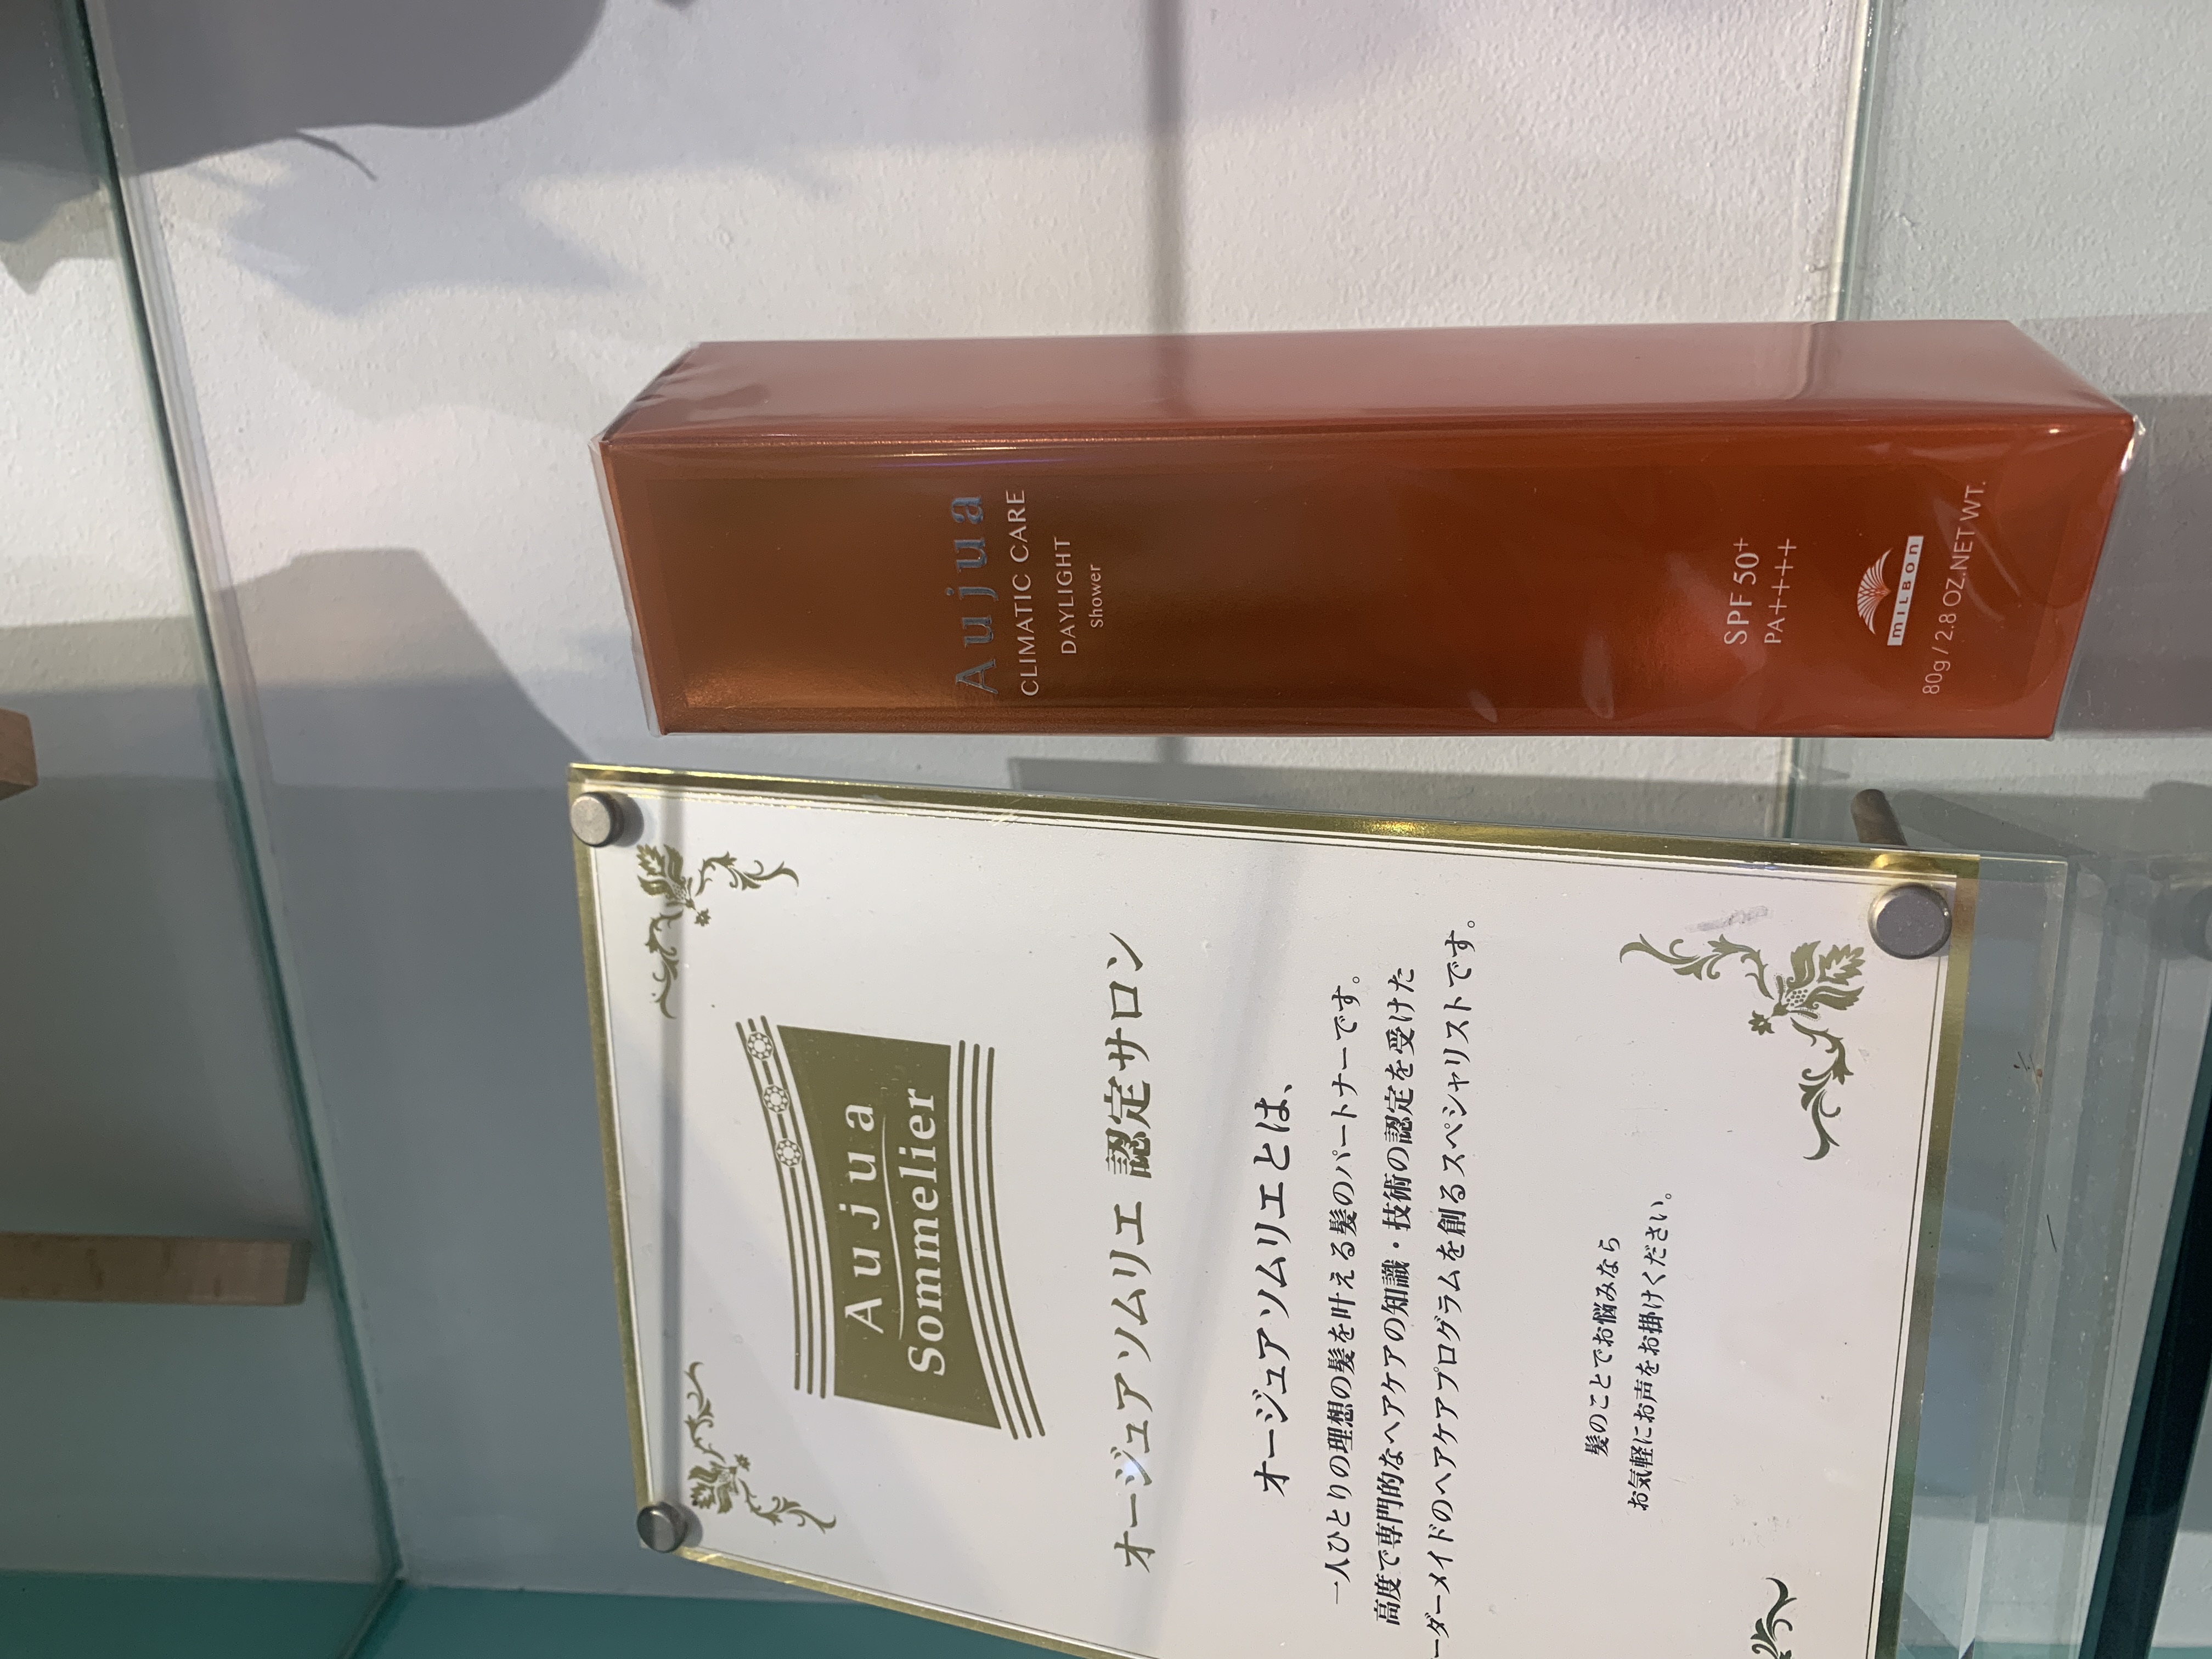 Aujua
Sommelier
オージュアソムリエ 認定サロン
オージュアソムリエとは、
一人ひとりの理想の髪を叶える髪のパートナーです。
高度で専門的なヘアケアの知識・技術の認定を受けた
ーダーメイドのヘアケアプログラムを創るスペシャリストです。
髪のことでお悩みなら
お気軽にお声をお掛けください。
Aujua
CLIMATIC CARE
DAYLIGHT
shower
SPF50+
PA++++
MILBON
80g / 2.8 OZ.NET WT.